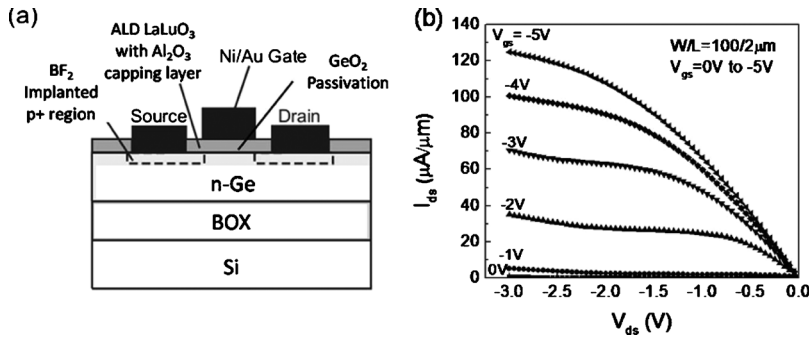 (a)
ALD LaLuO3
with Al2O3
capping layer
Ni/Au Gate
GeO2
Passivation
BF2
Implanted
p+ region
Source
Drain
n-Ge
BOX
Si
(b)
140
120
100
80
60
40
20
0
Ids (μA/μm)
Vgs= -5V
-4V
-3V
-2V
-1V
0V
W/L=100/2μm
Vgs=0V to -5V
-3.0 -2.5 -2.0 -1.5 -1.0 -0.5 0.0
Vds (V)